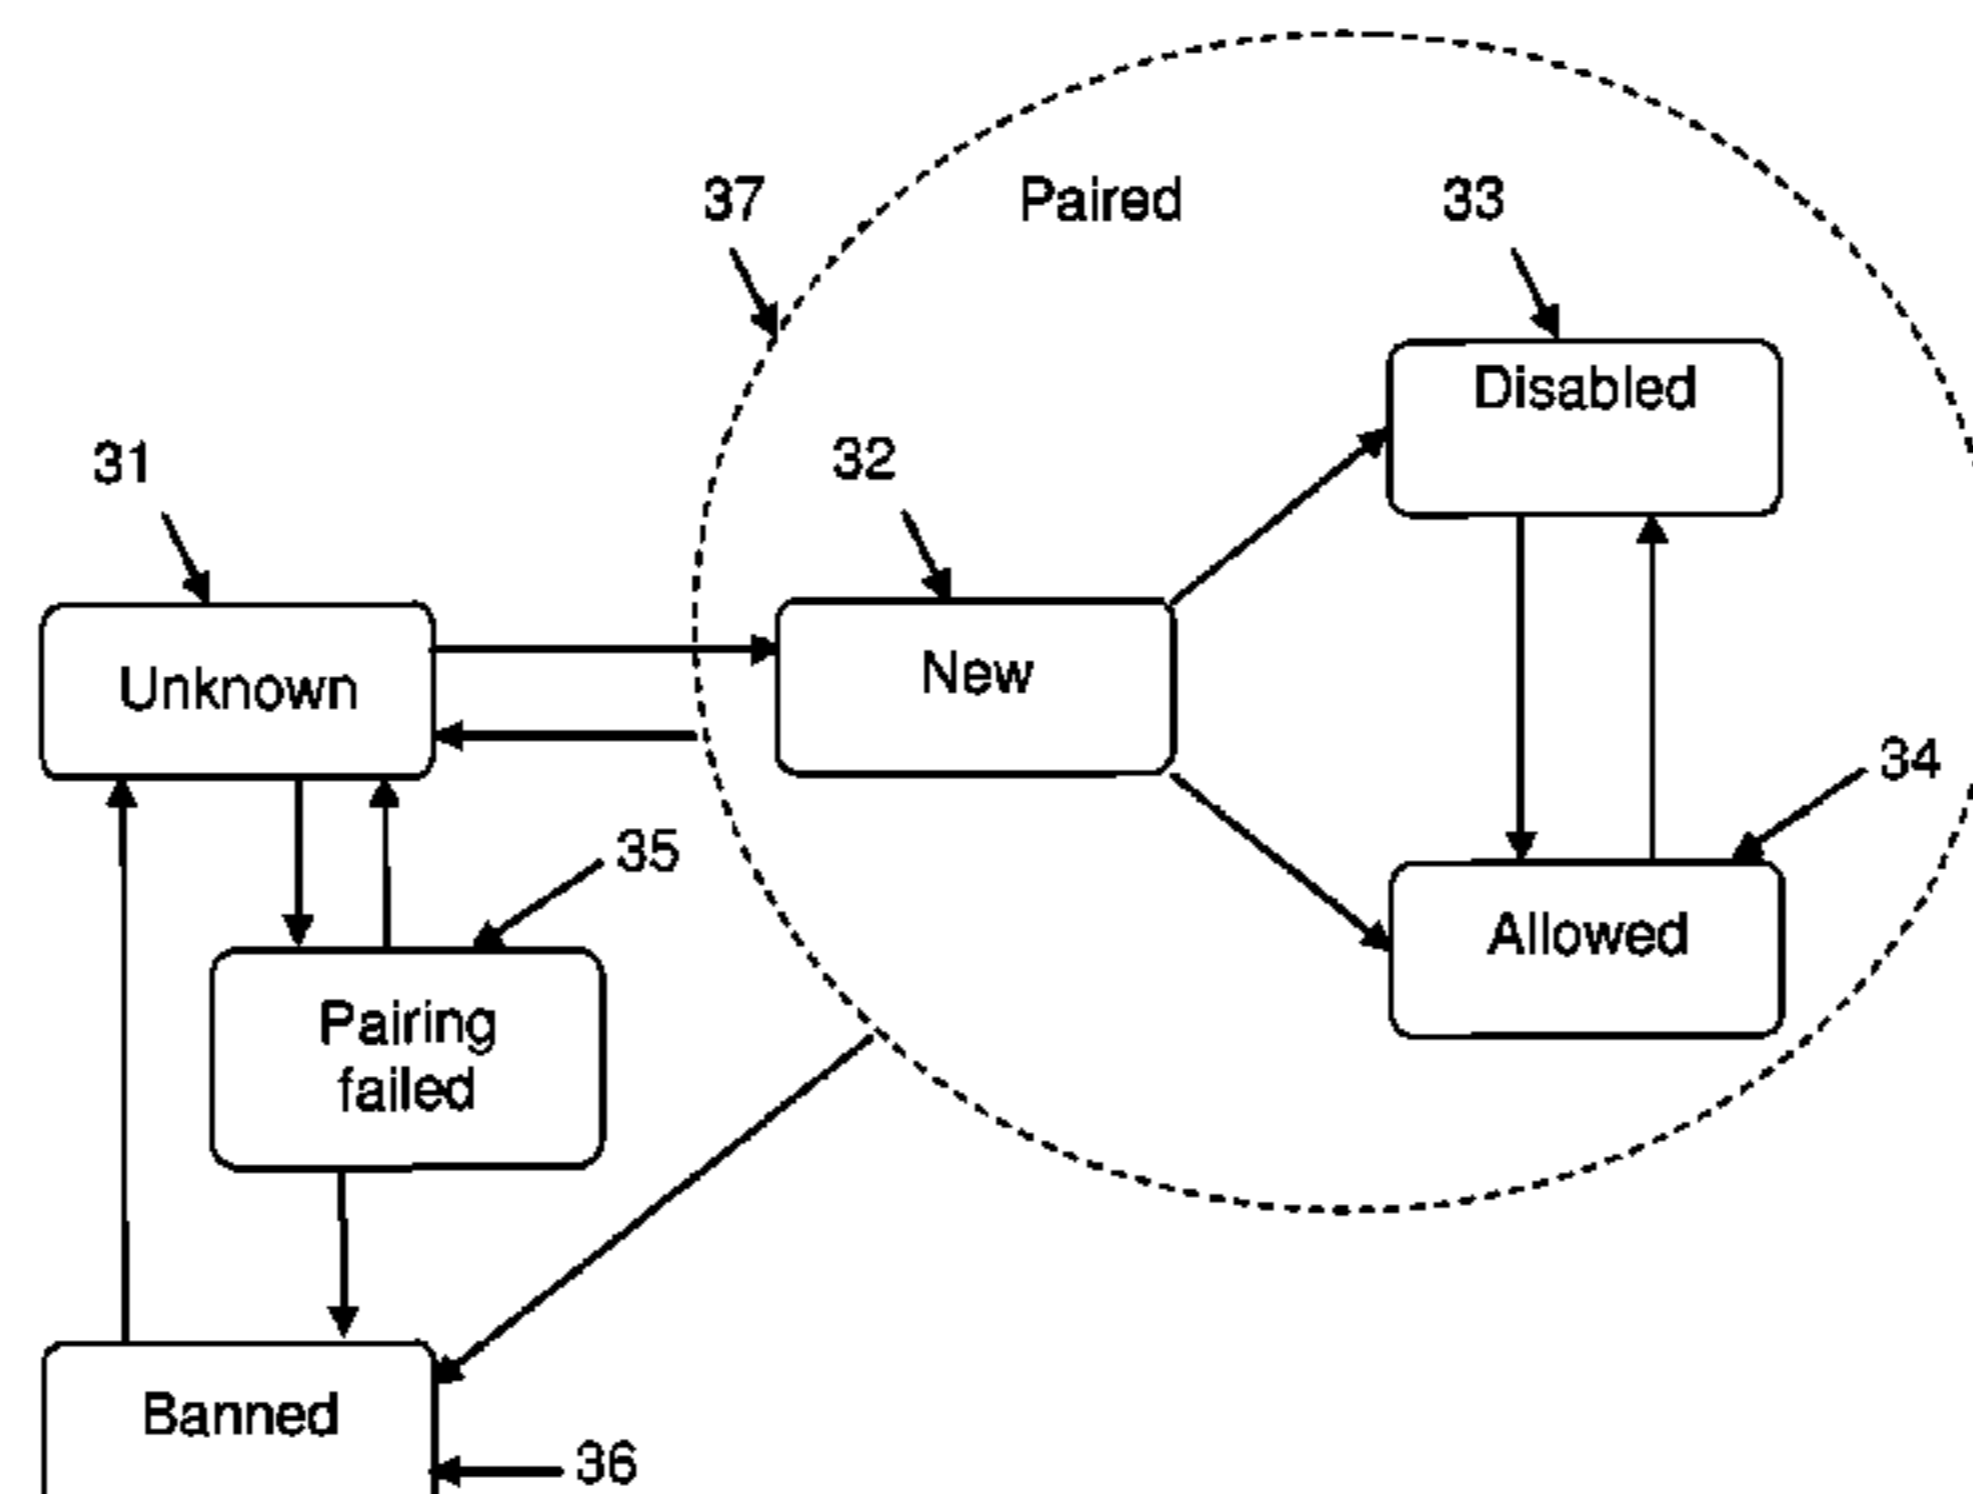 37
Paired
33
Disabled
31
32
Unknown
New
34
35
Allowed
Pairing
failed
Banned
36